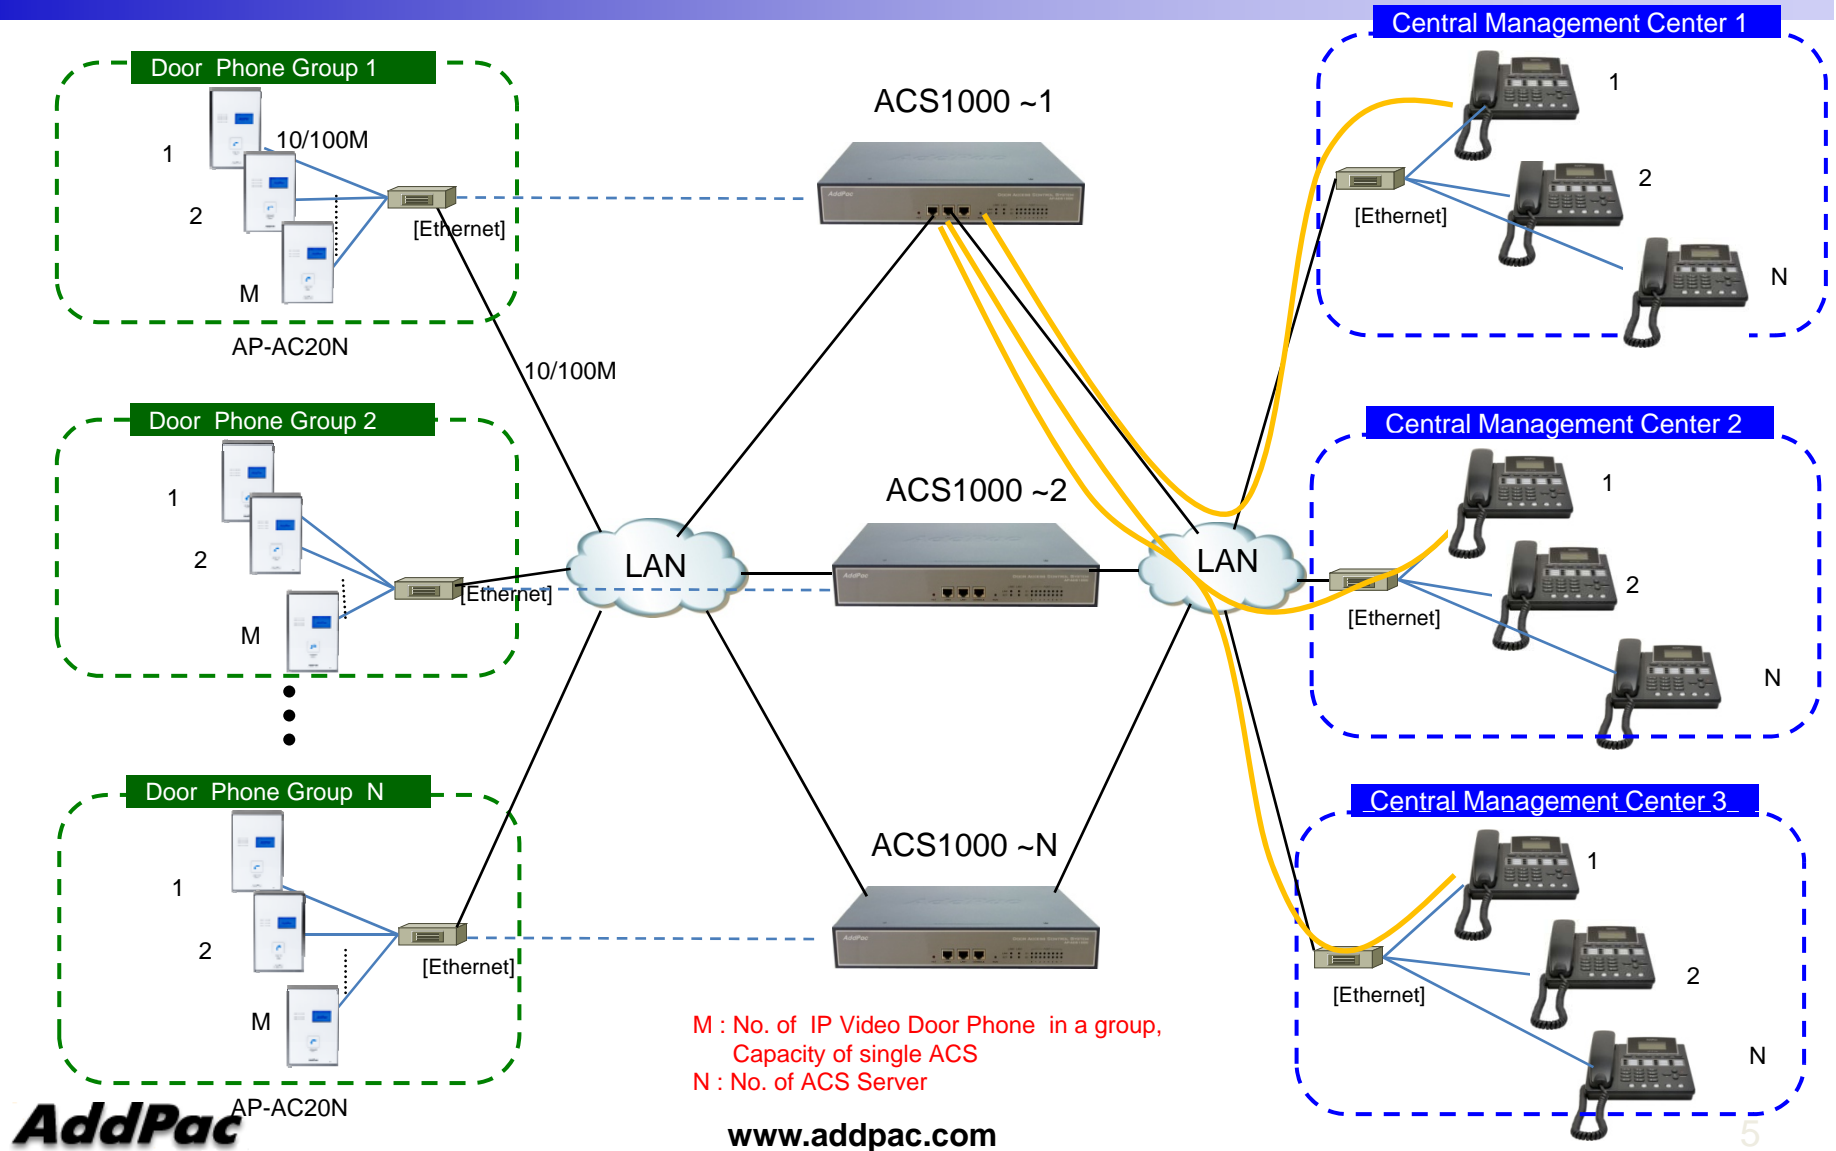 Central Management Center 1
Door Phone Group 1
ACS1000 ~1
1
10/100M
1
2
2
[Ethernet]
[Ethernet]
M
N
AP-AC20N
AddPac
10/100M
Door Phone Group 2
Central Management Center 2
1
ACS1000 ~2
1
2
LAN
LAN
AddPac
2
[Ethernet]
[Ethernet]
M
N
Door Phone Group N
Central Management Center 3
ACS1000 ~N
1
1
2
AddPac
[Ethernet]
2
[Ethernet]
M
M : No. of IP Video Door Phone in a group,
Capacity of single ACS
N : No. of ACS Server
N
AP-AC20N
AddPac
www.addpac.com
5